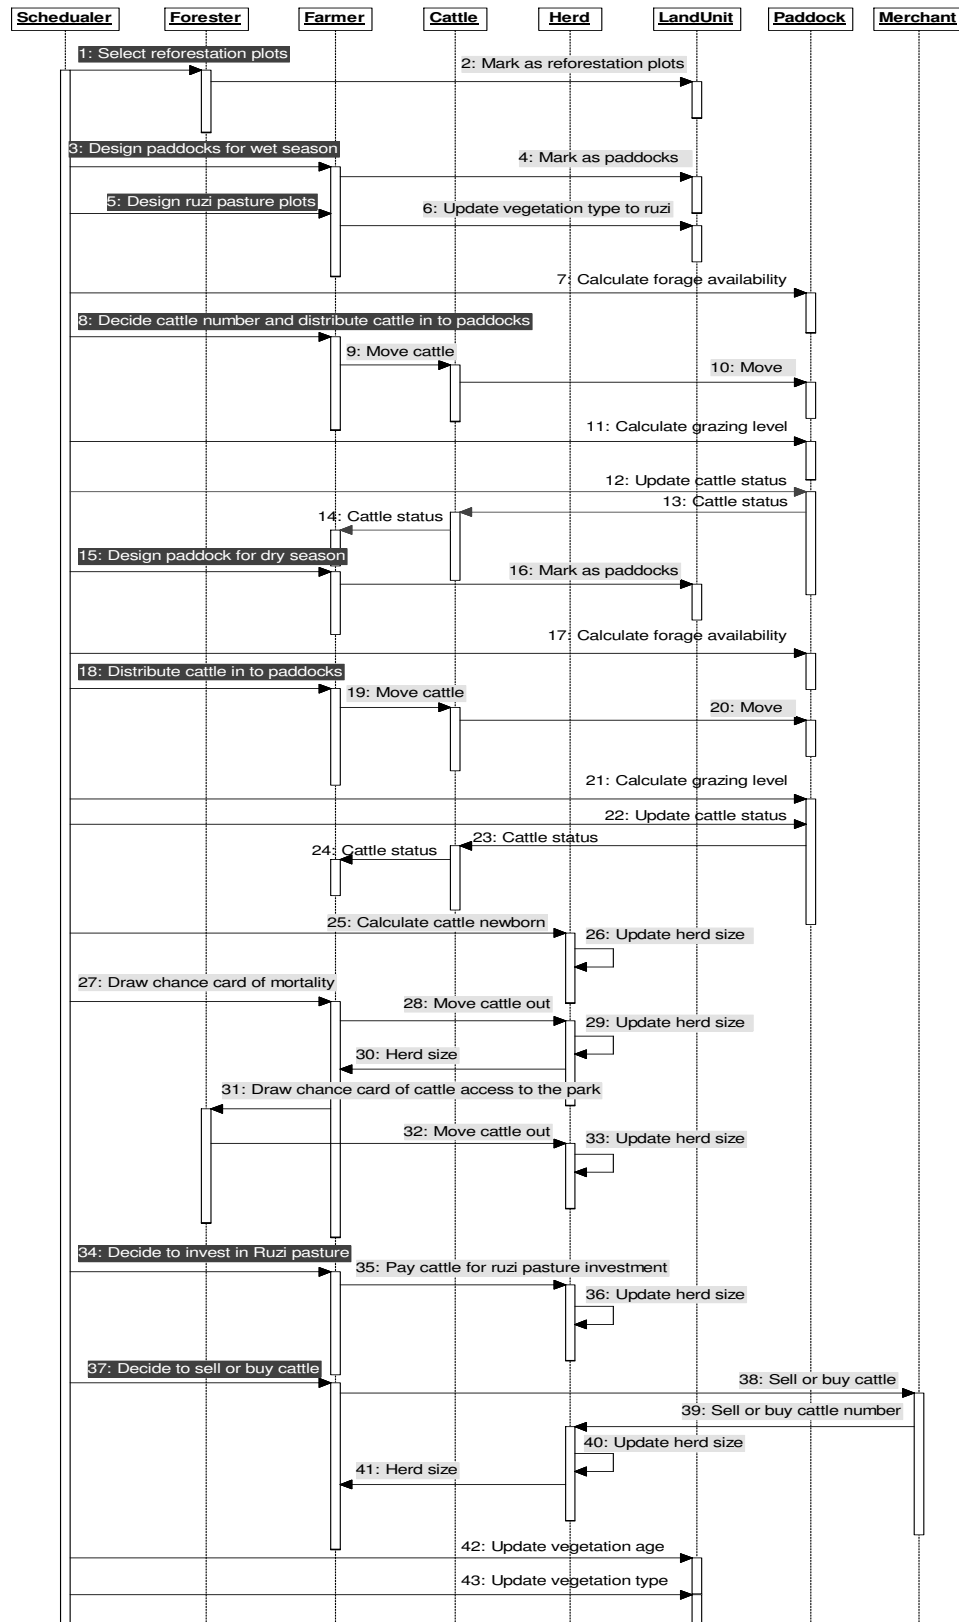 Schedualer Forester Farmer Cattle Herd LandUnit Paddock Merchant
1: Select reforestation plots
2: Mark as reforestation plots
3: Design paddocks for wet season
4: Mark as paddocks
5: Design ruzi pasture plots
6: Update vegetation type to ruzi
7: Calculate forage availability
8: Decide cattle number and distribute cattle in to paddocks
9: Move cattle
10: Move
11: Calculate grazing level
12: Update cattle status
13: Cattle status
14: Cattle status
15: Design paddock for dry season
16: Mark as paddocks
17: Calculate forage availability
18: Distribute cattle in to paddocks
19: Move cattle
20: Move
21: Calculate grazing level
22: Update cattle status
23: Cattle status
24: Cattle status
25: Calculate cattle newborn
26: Update herd size
27: Draw chance card of mortality
28: Move cattle out
29: Update herd size
30: Herd size
31: Draw chance card of cattle access to the park
32: Move cattle out
33: Update herd size
34: Decide to invest in Ruzi pasture
35: Pay cattle for ruzi pasture investment
36: Update herd size
37: Decide to sell or buy cattle
38: Sell or buy cattle
39: Sell or buy cattle number
40: Update herd size
41: Herd size
42: Update vegetation age
43: Update vegetation type